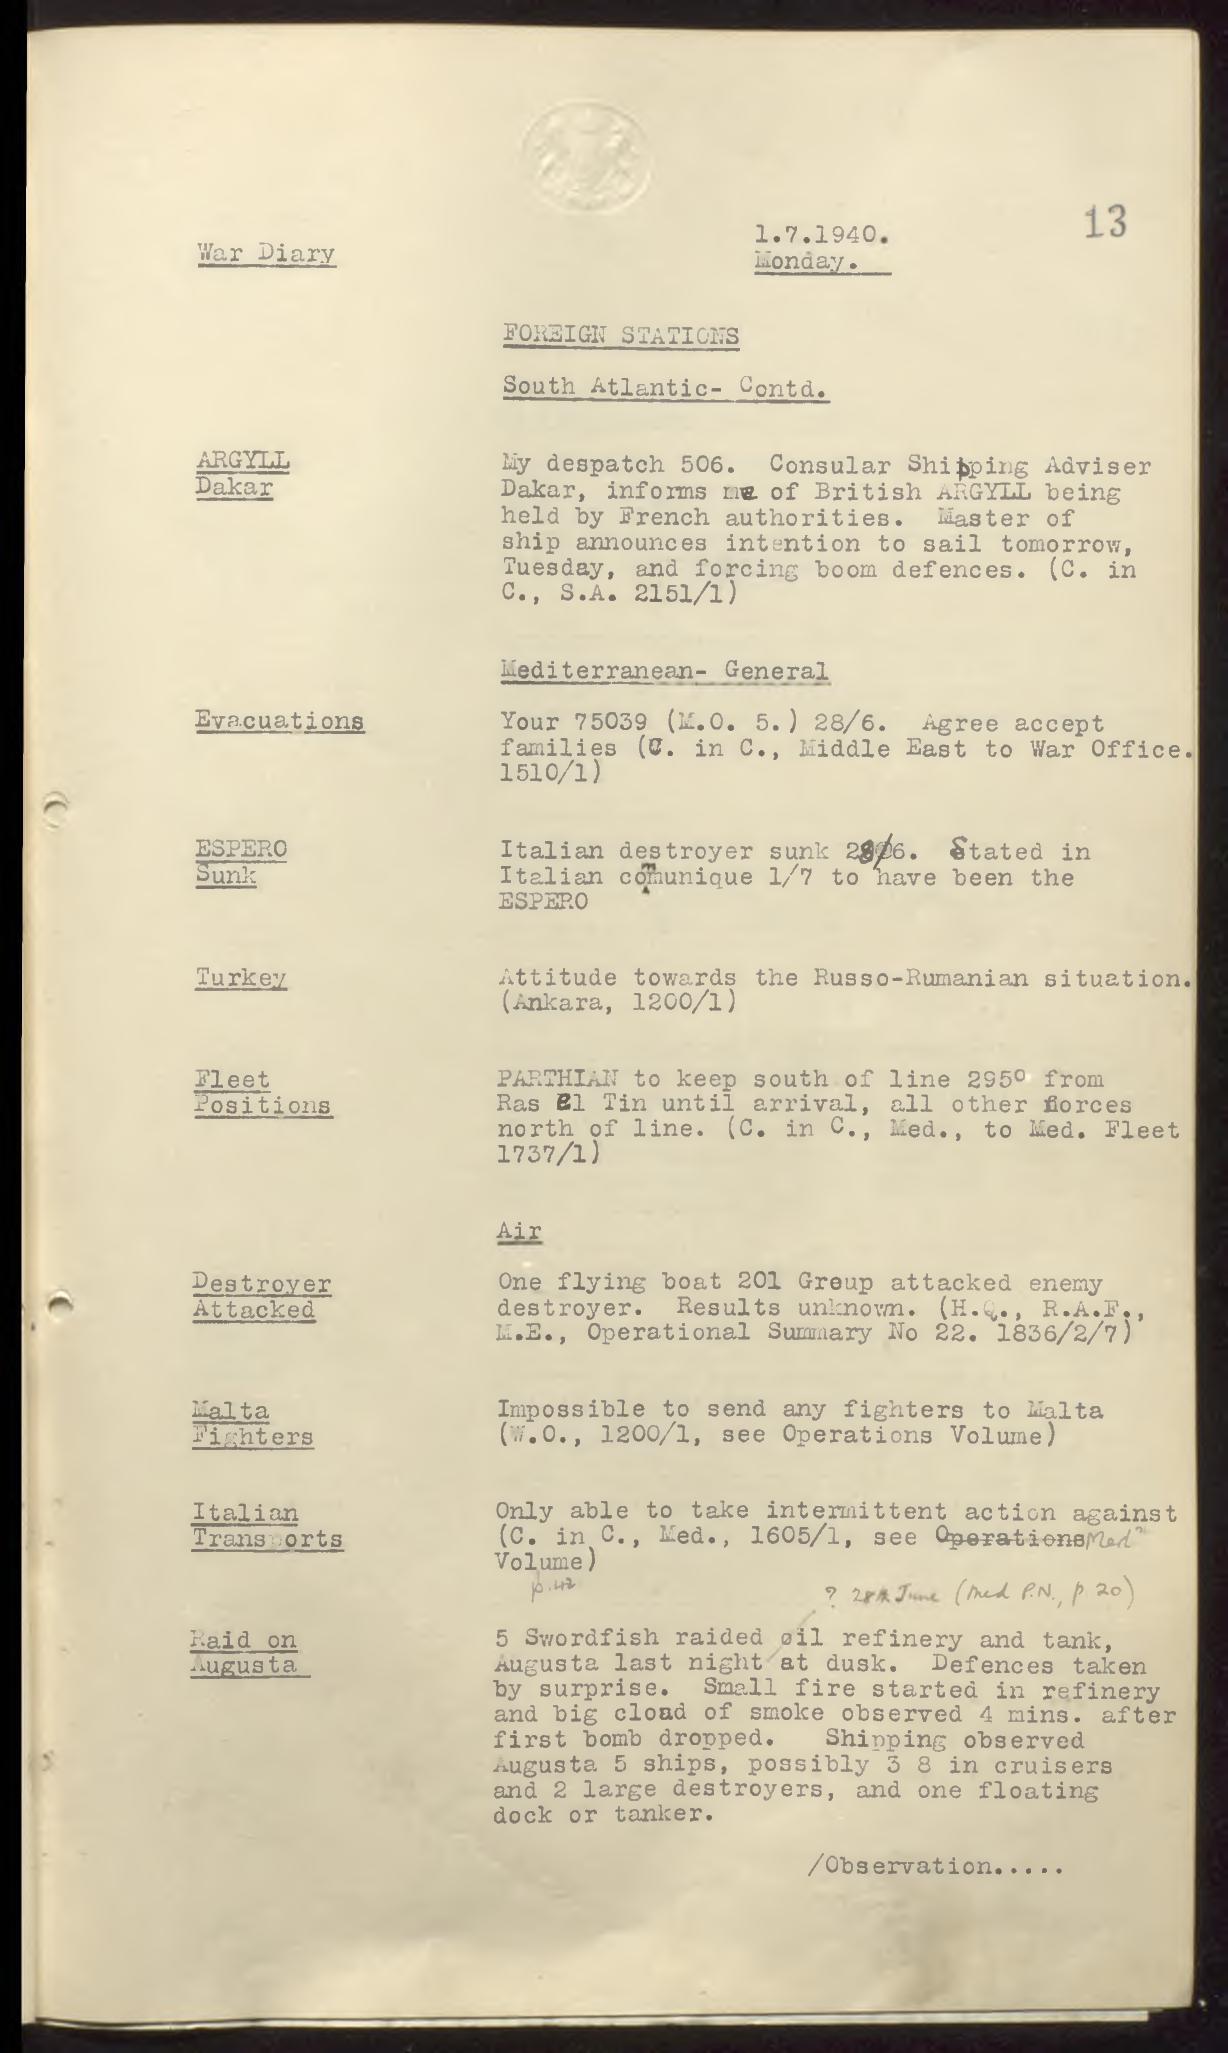 13
War Diary
1.7.1940.
Monday.
FOREIGN STATIONS
South Atlantic- Contd.
ARGYLL
Dakar
My despatch 506. Consular Shipping Adviser
Dakar, informs me of British ARGYLL being
held by French authorities. Master of
ship announces intention to sail tomorrow,
Tuesday, and forcing boom defences. (C. in
C., S.A. 2151/1)
Mediterranean- General
Evacuations
Your 75039 (M.O. 5.) 28/6. Agree accept
families (C. in C., Middle East to War Office.
1510/1)
ESPERO
Sunk
Italian destroyer sunk 28/6. Stated in
Italian communique 1/7 to have been the
ESPERO
Turkey
Attitude towards the Russo-Rumanian situation.
(Ankara, 1200/1)
Fleet
Positions
PARTHIAN to keep south of line 295° from
Ras El Tin until arrival, all other forces
north of line. (C. in C., Med., to Med. Fleet
1737/1)
Air
Destroyer
Attacked
One flying boat 201 Group attacked enemy
destroyer. Results unknown. (H.Q., R.A.F.,
M.E., Operational Summary No 22. 1836/2/7)
Malta
Fighters
Impossible to send any fighters to Malta
(W.O., 1200/1, see Operations Volume)
Italian
Transports
Only able to take intermittent action against
(C. in C., Med., 1605/1, see Operations Med
Volume)
p.42
? 28th June (Med P.N., p 20)
Raid on
Augusta
5 Swordfish raided oil refinery and tank,
Augusta last night at dusk. Defences taken
by surprise. Small fire started in refinery
and big cload of smoke observed 4 mins. after
first bomb dropped. Shipping observed
Augusta 5 ships, possibly 3 8 in cruisers
and 2 large destroyers, and one floating
dock or tanker.
/Observation.....